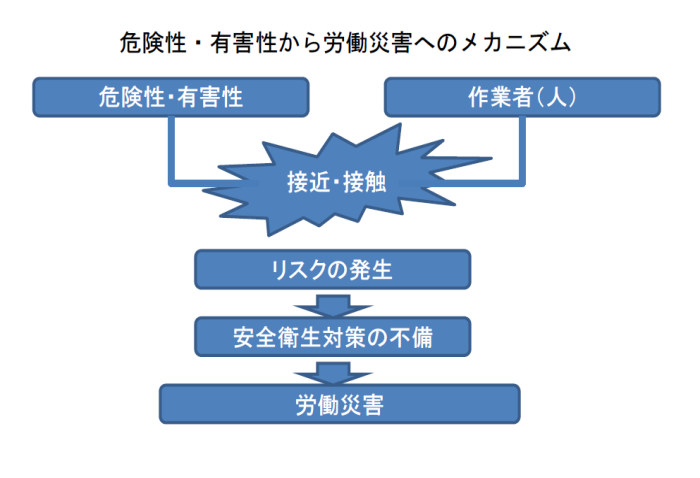 危険性・有害性から労働災害へのメカニズム
危険性・有害性
作業者（人）
接近・接触
リスクの発生
安全衛生対策の不備
労働災害